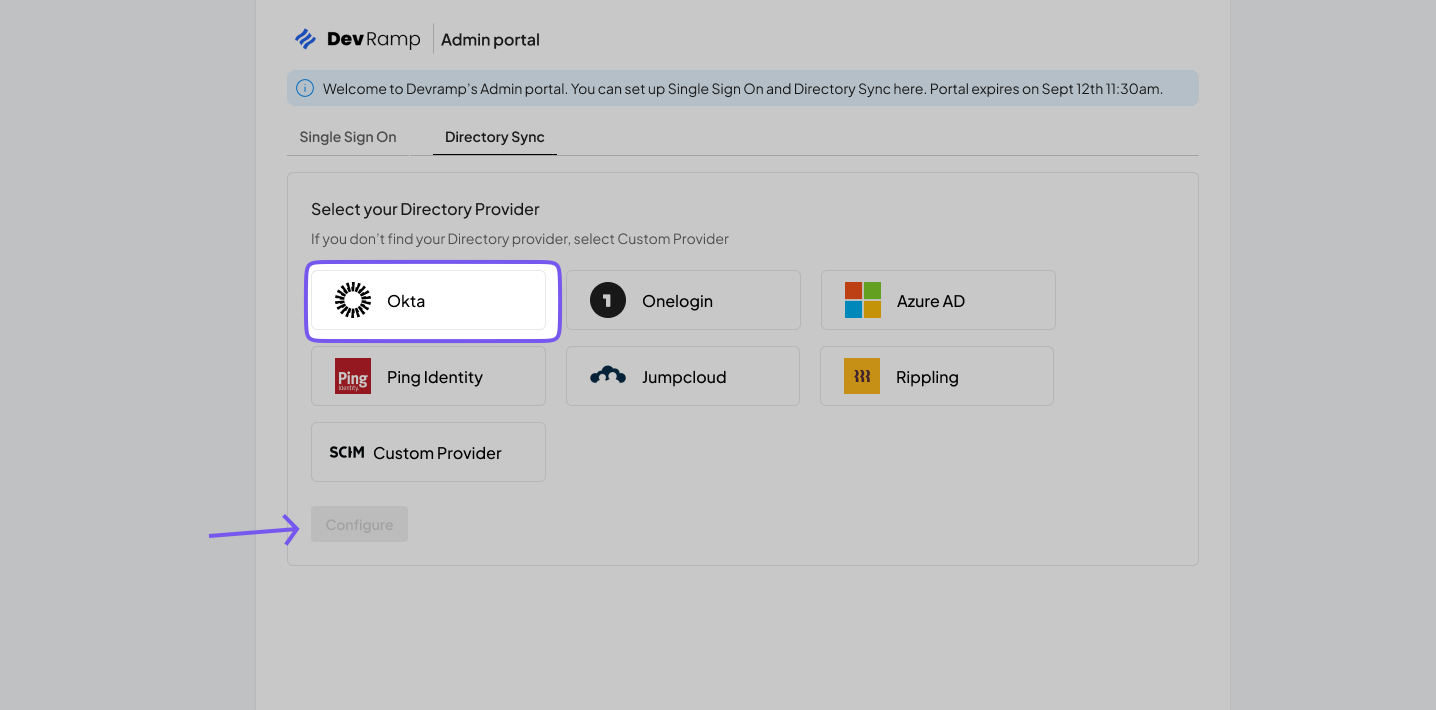 DevRamp Admin portal
Welcome to Devramp's Admin portal. You can set up Single Sign On and Directory Sync here. Portal expires on Sept 12th 11:30am.
Single Sign On Directory Sync
Select your Directory Provider
If you don't find your Directory provider, select Custom Provider
Okta 1 Onelogin Azure AD
Ping Identity. Ping Identity Jumpcloud Rippling
SCIM Custom Provider
Configure